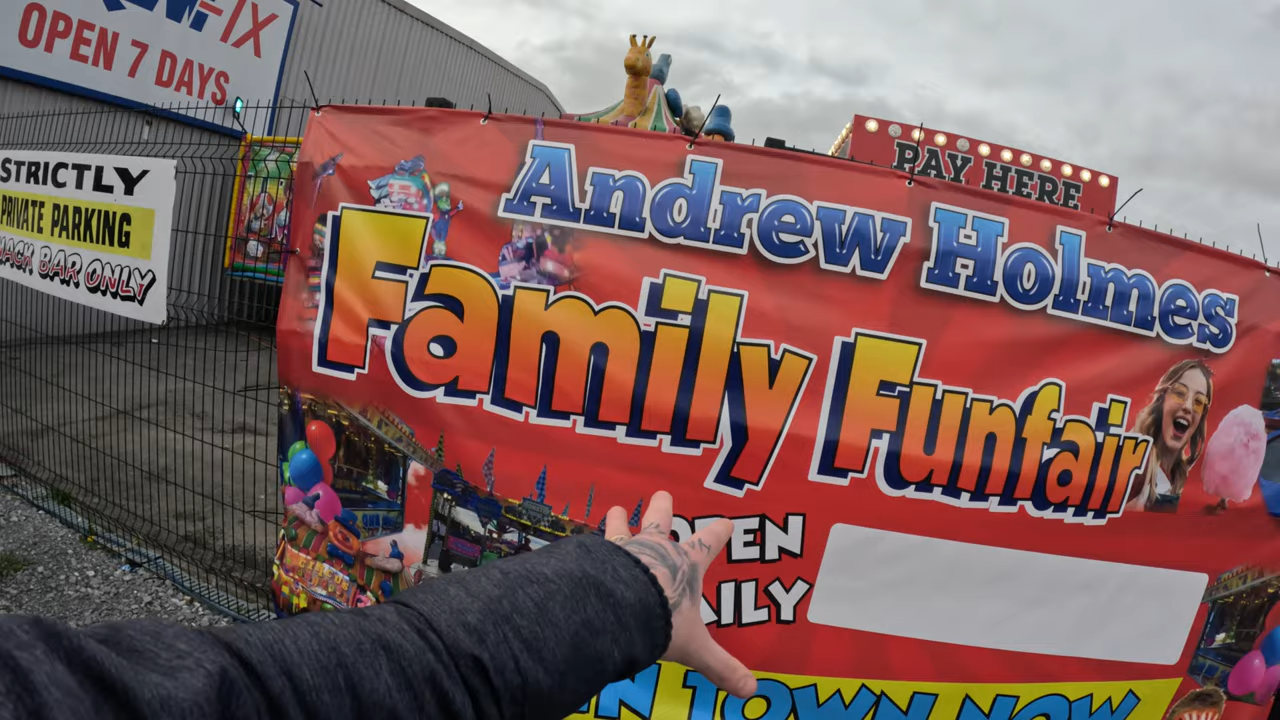 OPEN 7 DAYS
STRICTLY
PRIVATE PARKING
BAR ONLY
PAY HERE
Andrew Holmes
Family Funfair
OPEN
DAILY
IN TOWN NOW